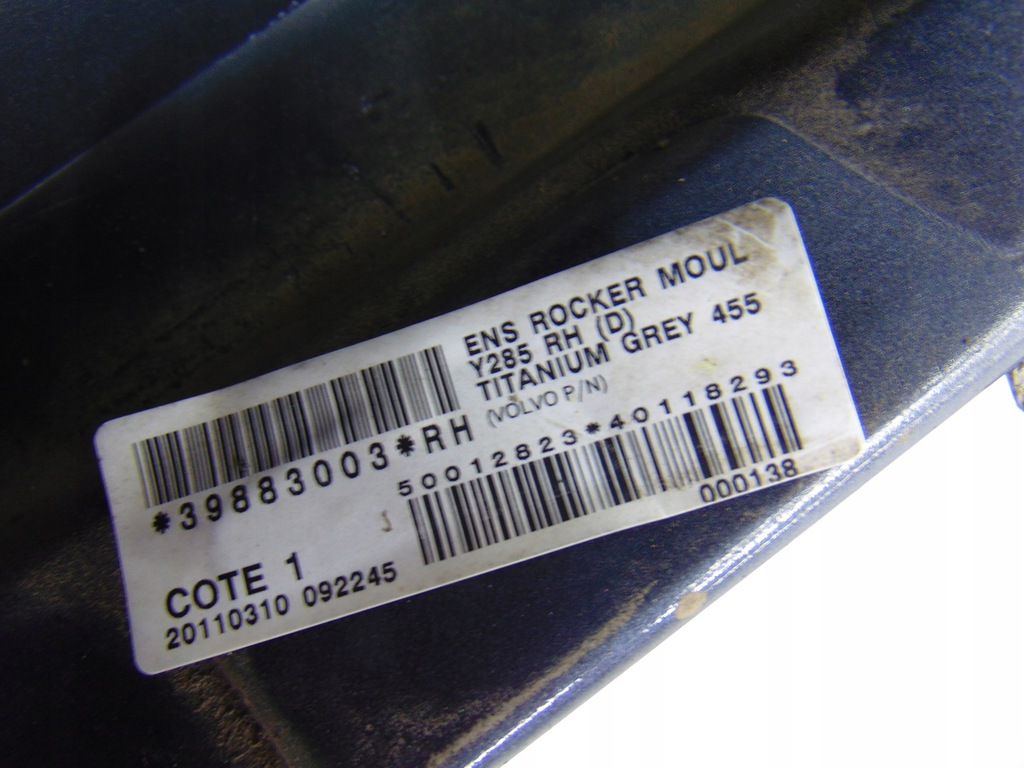 ENS ROCKER MOUL
Y285 RH (D)
TITANIUM GREY 455
(VOLVO P/N)
*39883003*RH
50012823*40118293
000138
COTE 1
20110310 092245